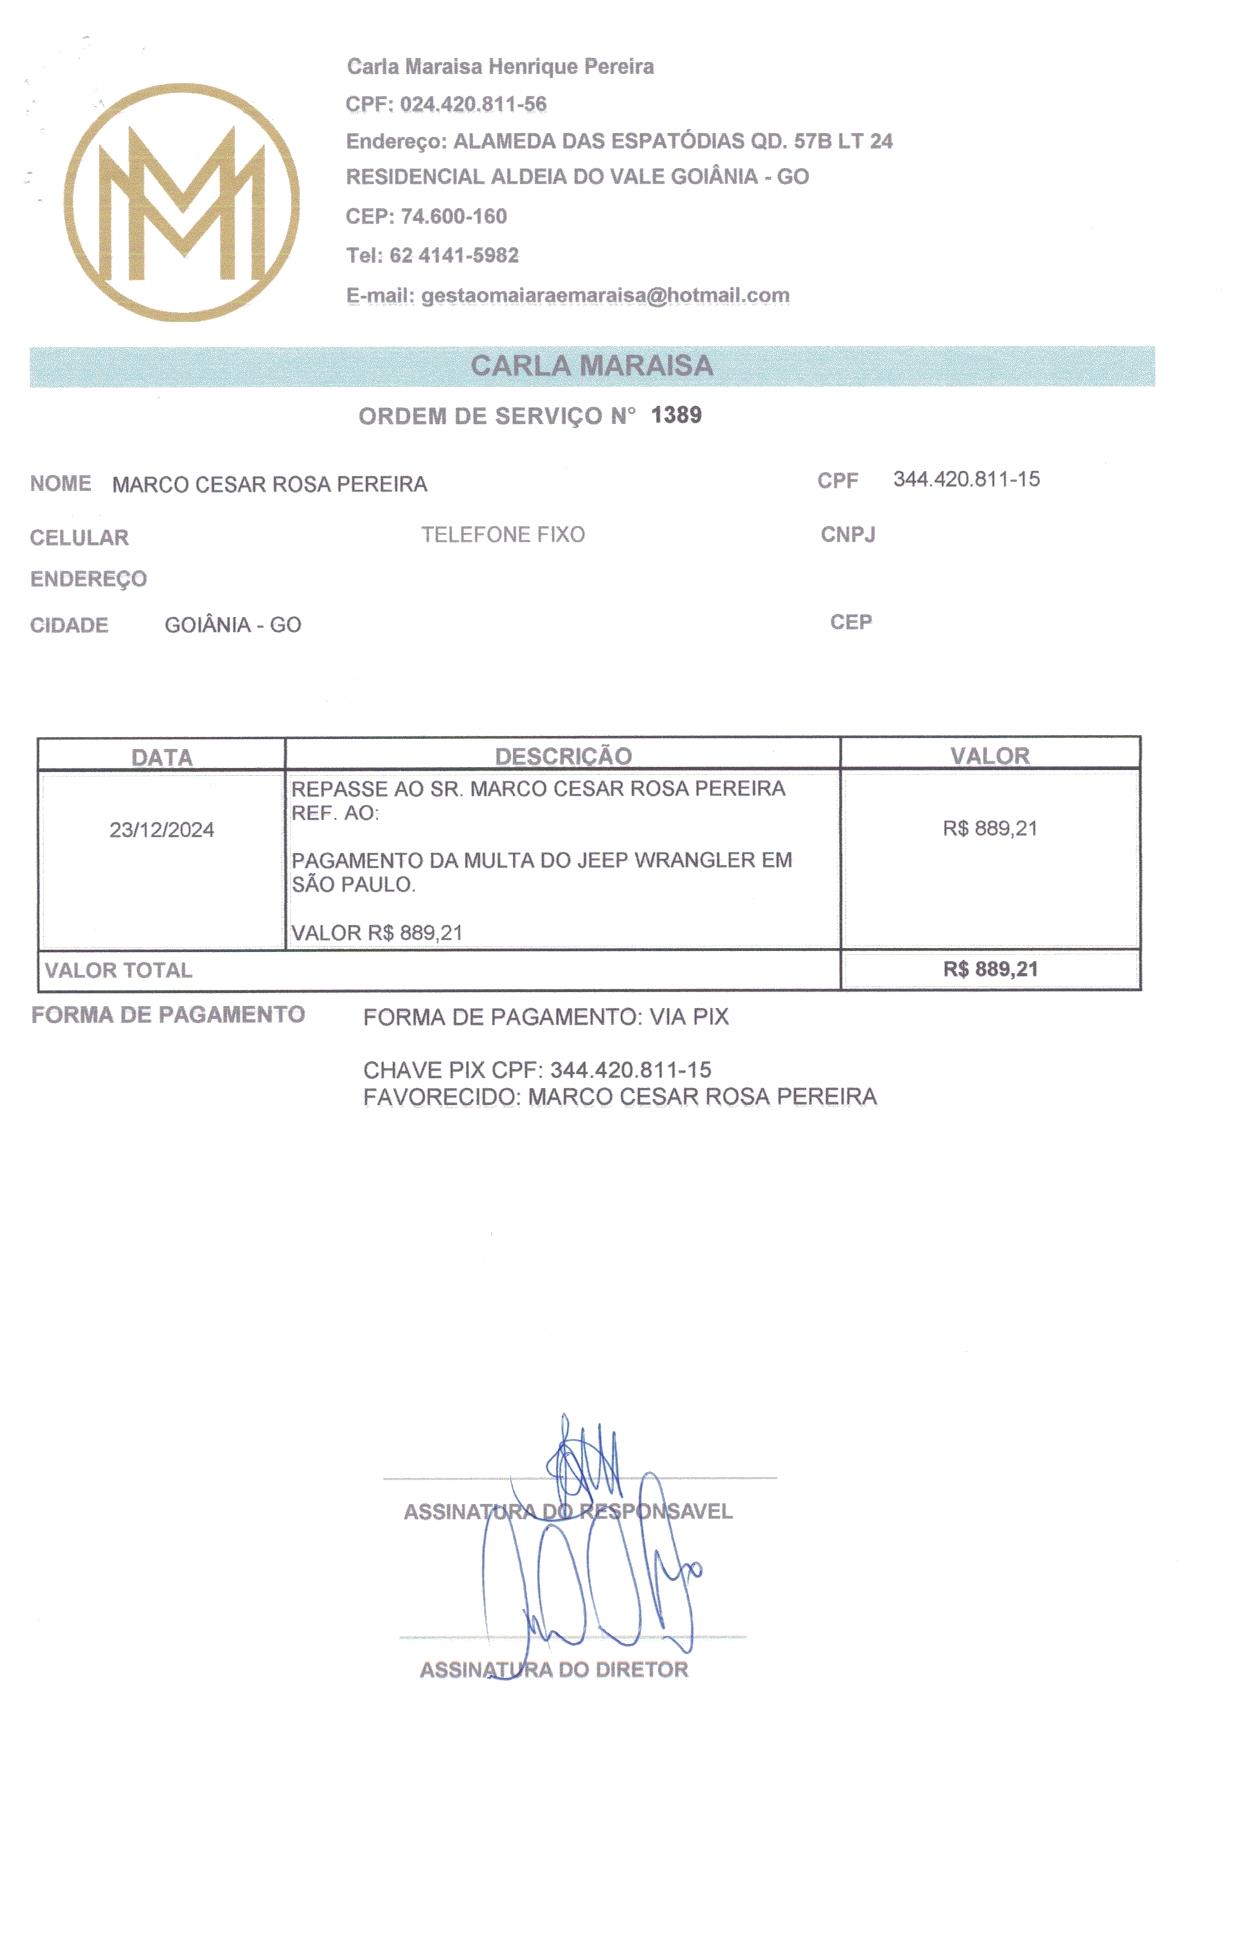 Carla Maraisa Henrique Pereira
CPF: 024.420.811-56
Endereço: ALAMEDA DAS ESPATÓDIAS QD. 57B LT 24
RESIDENCIAL ALDEIA DO VALE GOIÂNIA - GO
CEP: 74.600-160
Tel: 62 4141-5982
E-mail: gestaomaiaraemaraisa@hotmail.com
CARLA MARAISA
ORDEM DE SERVIÇO N° 1389
NOME MARCO CESAR ROSA PEREIRA CPF 344.420.811-15
CELULAR TELEFONE FIXO CNPJ
ENDEREÇO
CIDADE GOIÂNIA - GO CEP
DATA DESCRIÇÃO VALOR
REPASSE AO SR. MARCO CESAR ROSA PEREIRA
REF. AO:
23/12/2024 R$ 889,21
PAGAMENTO DA MULTA DO JEEP WRANGLER EM
SÃO PAULO.
VALOR R$ 889,21
VALOR TOTAL R$ 889,21
FORMA DE PAGAMENTO FORMA DE PAGAMENTO: VIA PIX
CHAVE PIX CPF: 344.420.811-15
FAVORECIDO: MARCO CESAR ROSA PEREIRA
ASSINATURA DO RESPONSAVEL
ASSINATURA DO DIRETOR